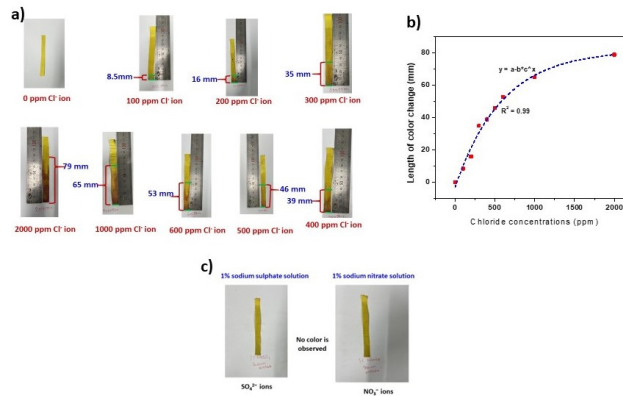 a)
8.5mm
16 mm
35 mm
0 ppm Cl⁻ ion
100 ppm Cl⁻ ion
200 ppm Cl⁻ ion
300 ppm Cl⁻ ion
79 mm
65 mm
53 mm
46 mm
39 mm
2000 ppm Cl⁻ ion
1000 ppm Cl⁻ ion
600 ppm Cl⁻ ion
500 ppm Cl⁻ ion
400 ppm Cl⁻ ion
b)
Length of color change (mm)
80
60
40
20
0
y = a-b*c^x
R² = 0.99
0
500
1000
1500
2000
Chloride concentrations (ppm)
c)
1% sodium sulphate solution
1% sodium nitrate solution
No color is
observed
SO₄²⁻ ions
NO₃⁻ ions